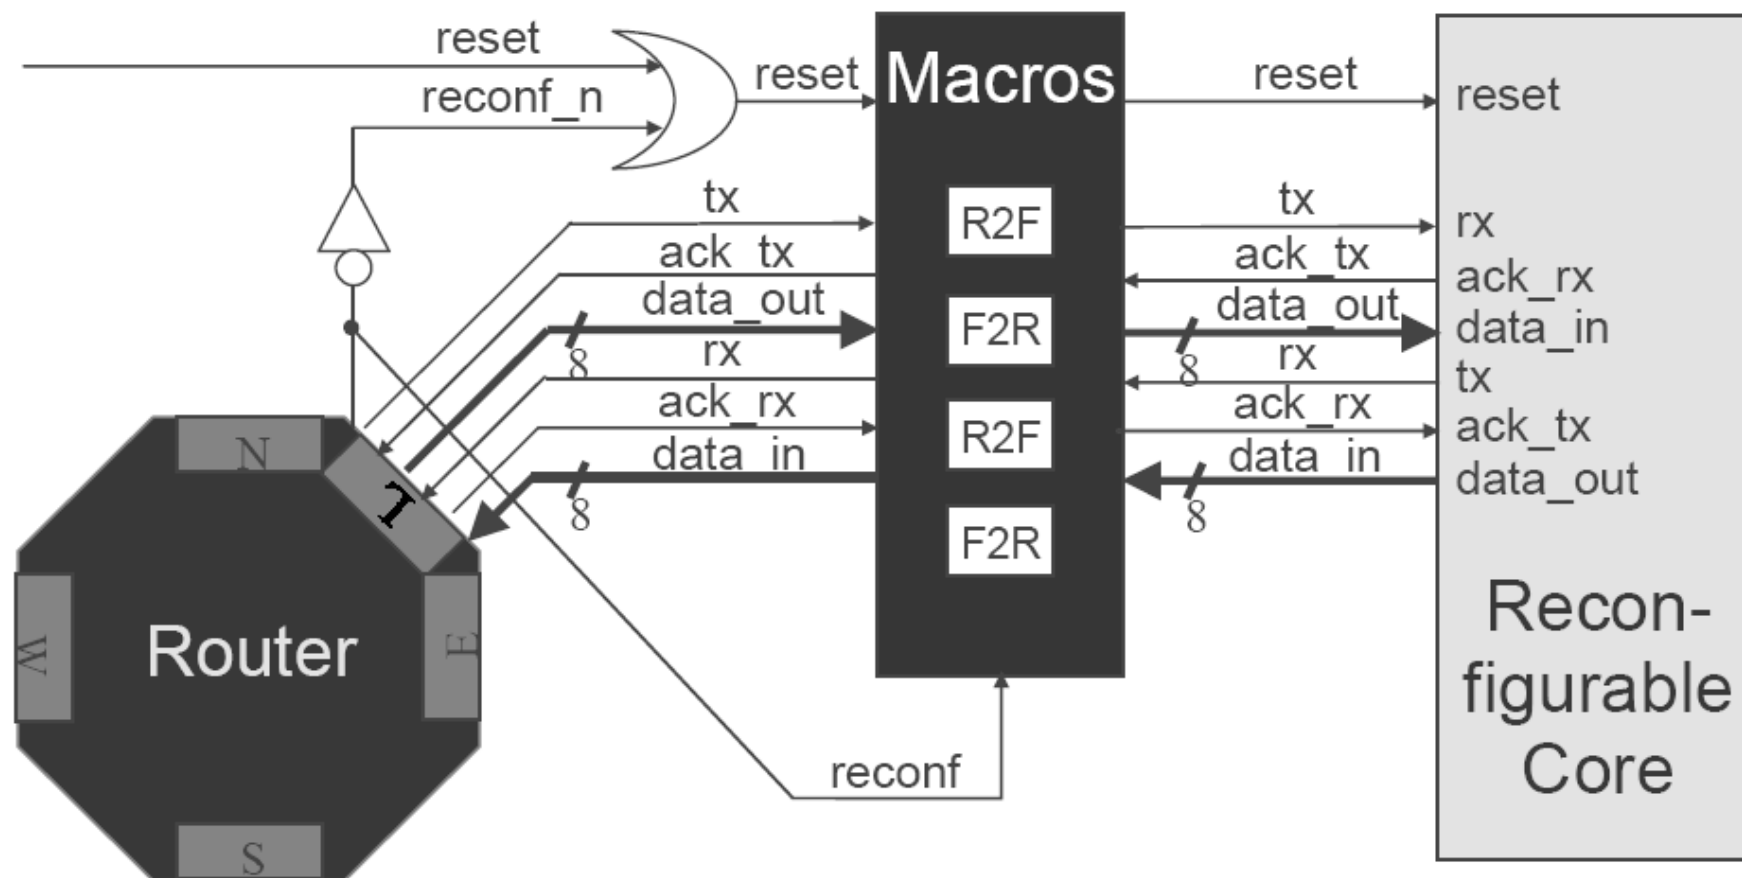 reset
reconf_n
reset
Macros
reset
reset
tx
R2F
tx
rx
ack_tx
ack_tx
ack_rx
data_out
8
F2R
data_out
8
data_in
rx
rx
tx
ack_rx
R2F
ack_rx
ack_tx
data_in
8
data_in
8
data_out
F2R
N
L
W
Router
E
S
reconf
Recon-
figurable
Core